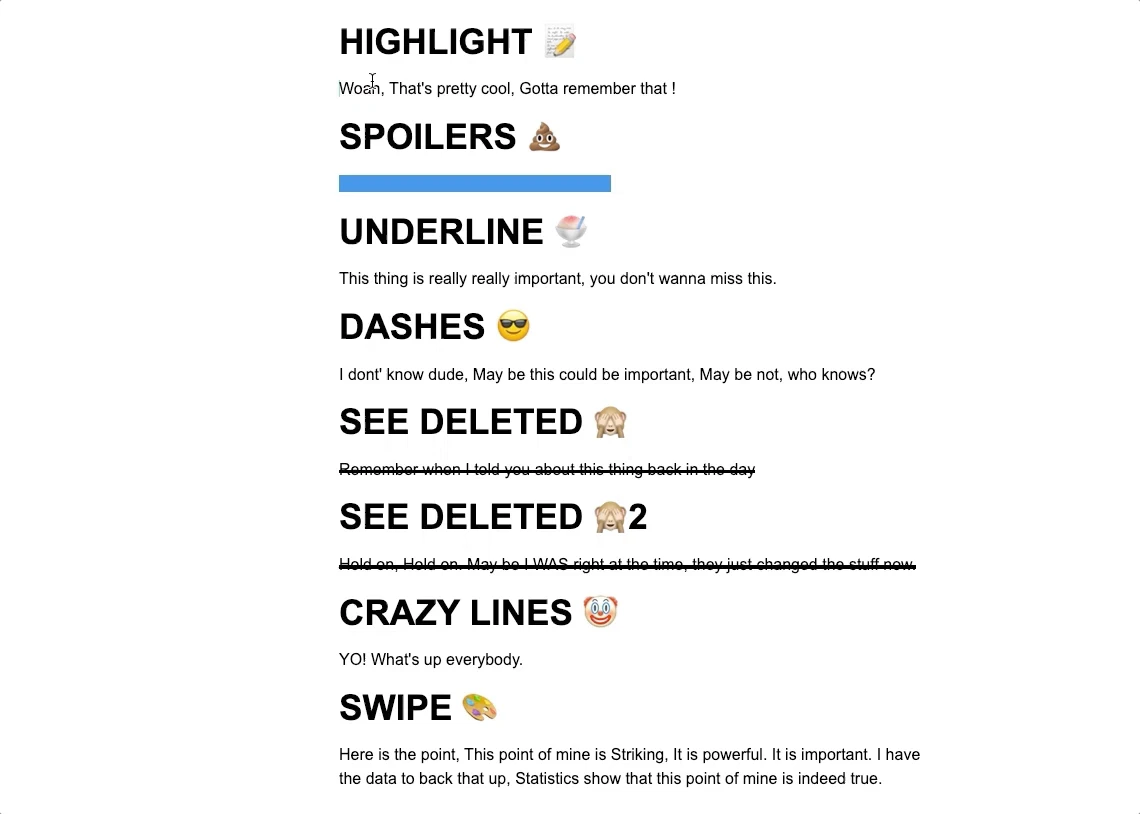 HIGHLIGHT 📝
Woah, That's pretty cool, Gotta remember that !
SPOILERS 💩
UNDERLINE 🍧
This thing is really really important, you don't wanna miss this.
DASHES 😎
I dont' know dude, May be this could be important, May be not, who knows?
SEE DELETED 🙈
Remember when I told you about this thing back in the day
SEE DELETED 🙈2
Hold on, Hold on. May be I WAS right at the time, they just changed the stuff now.
CRAZY LINES 🤡
YO! What's up everybody.
SWIPE 🎨
Here is the point, This point of mine is Striking, It is powerful. It is important. I have
the data to back that up, Statistics show that this point of mine is indeed true.